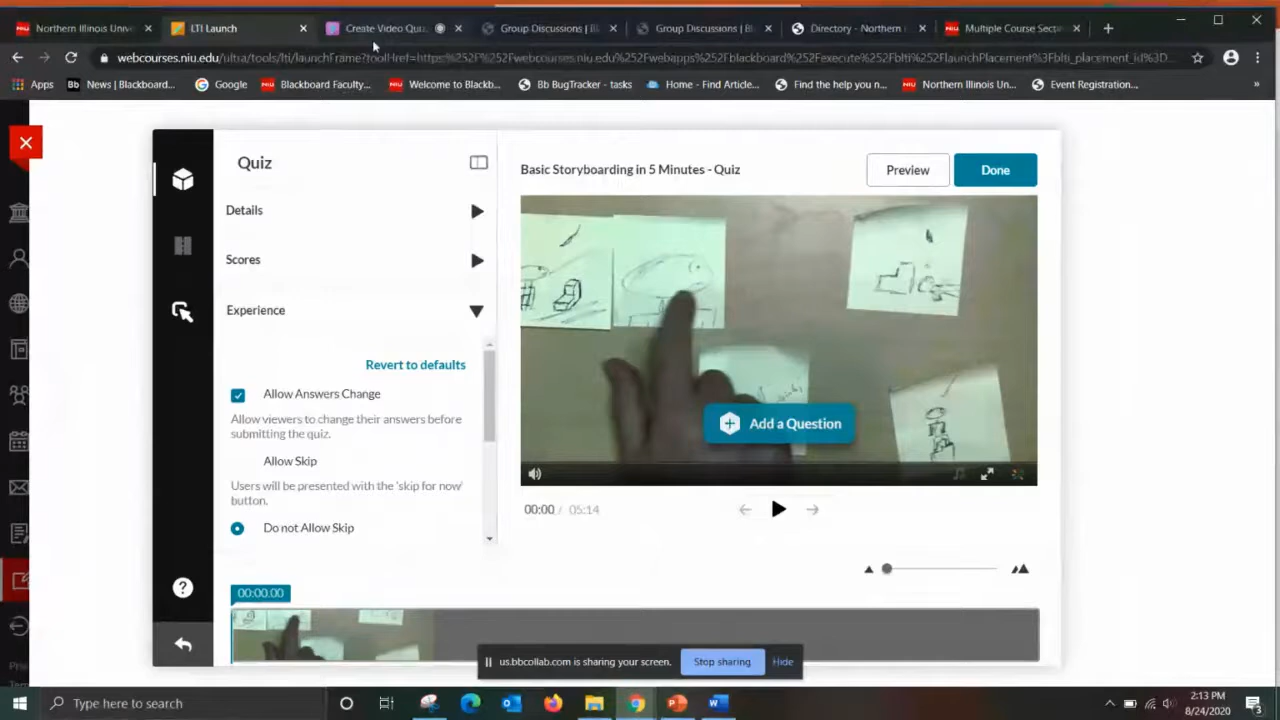 Northern Illinois Unive
LTI Launch
Create Video Quiz
Group Discussions | Bl
Group Discussions | Bl
Directory - Northern
Multiple Course Secti
webcourses.niu.edu/ultra/tools/lti/launchFrame?toolHref=https%252F%252Fwebcourses.niu.edu%252Fwebapps%252Fblackboard%252Fexecute%252Fblti%252FlaunchPlacement%3Fblti_placement_id%3D...
Apps
Bb
News | Blackboard...
Google
NIU
Blackboard Faculty...
NIU
Welcome to Blackbo...
Bb BugTracker - tasks
Home - Find Article...
Find the help you n...
NIU
Northern Illinois Un...
Event Registration...
»
Quiz
Basic Storyboarding in 5 Minutes - Quiz
Preview
Done
Details
Scores
Experience
Revert to defaults
Allow Answers Change
Allow viewers to change their answers before
submitting the quiz.
Allow Skip
Users will be presented with the 'skip for now'
button.
Do not Allow Skip
Add a Question
00:00 / 05:14
00:00.00
us.bbcollab.com is sharing your screen.
Stop sharing
Hide
Type here to search
2:13 PM
8/24/2020
3